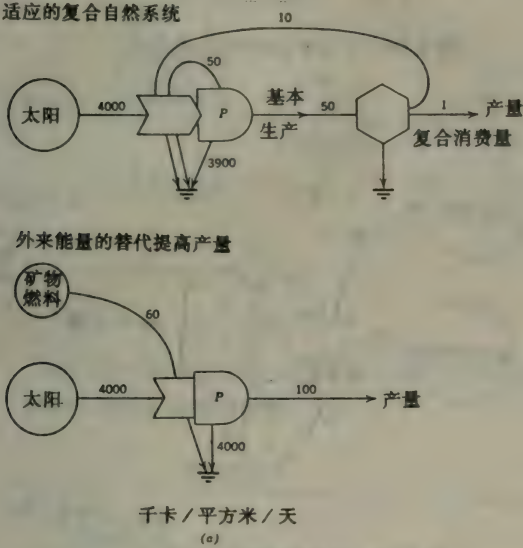 适应的复合自然系统
10
50
太阳
4000
P
基本
生产
50
1
产量
复合消费量
3900
外来能量的替代提高产量
矿物
燃料
60
太阳
4000
P
100
产量
4000
千卡/平方米/天
(a)